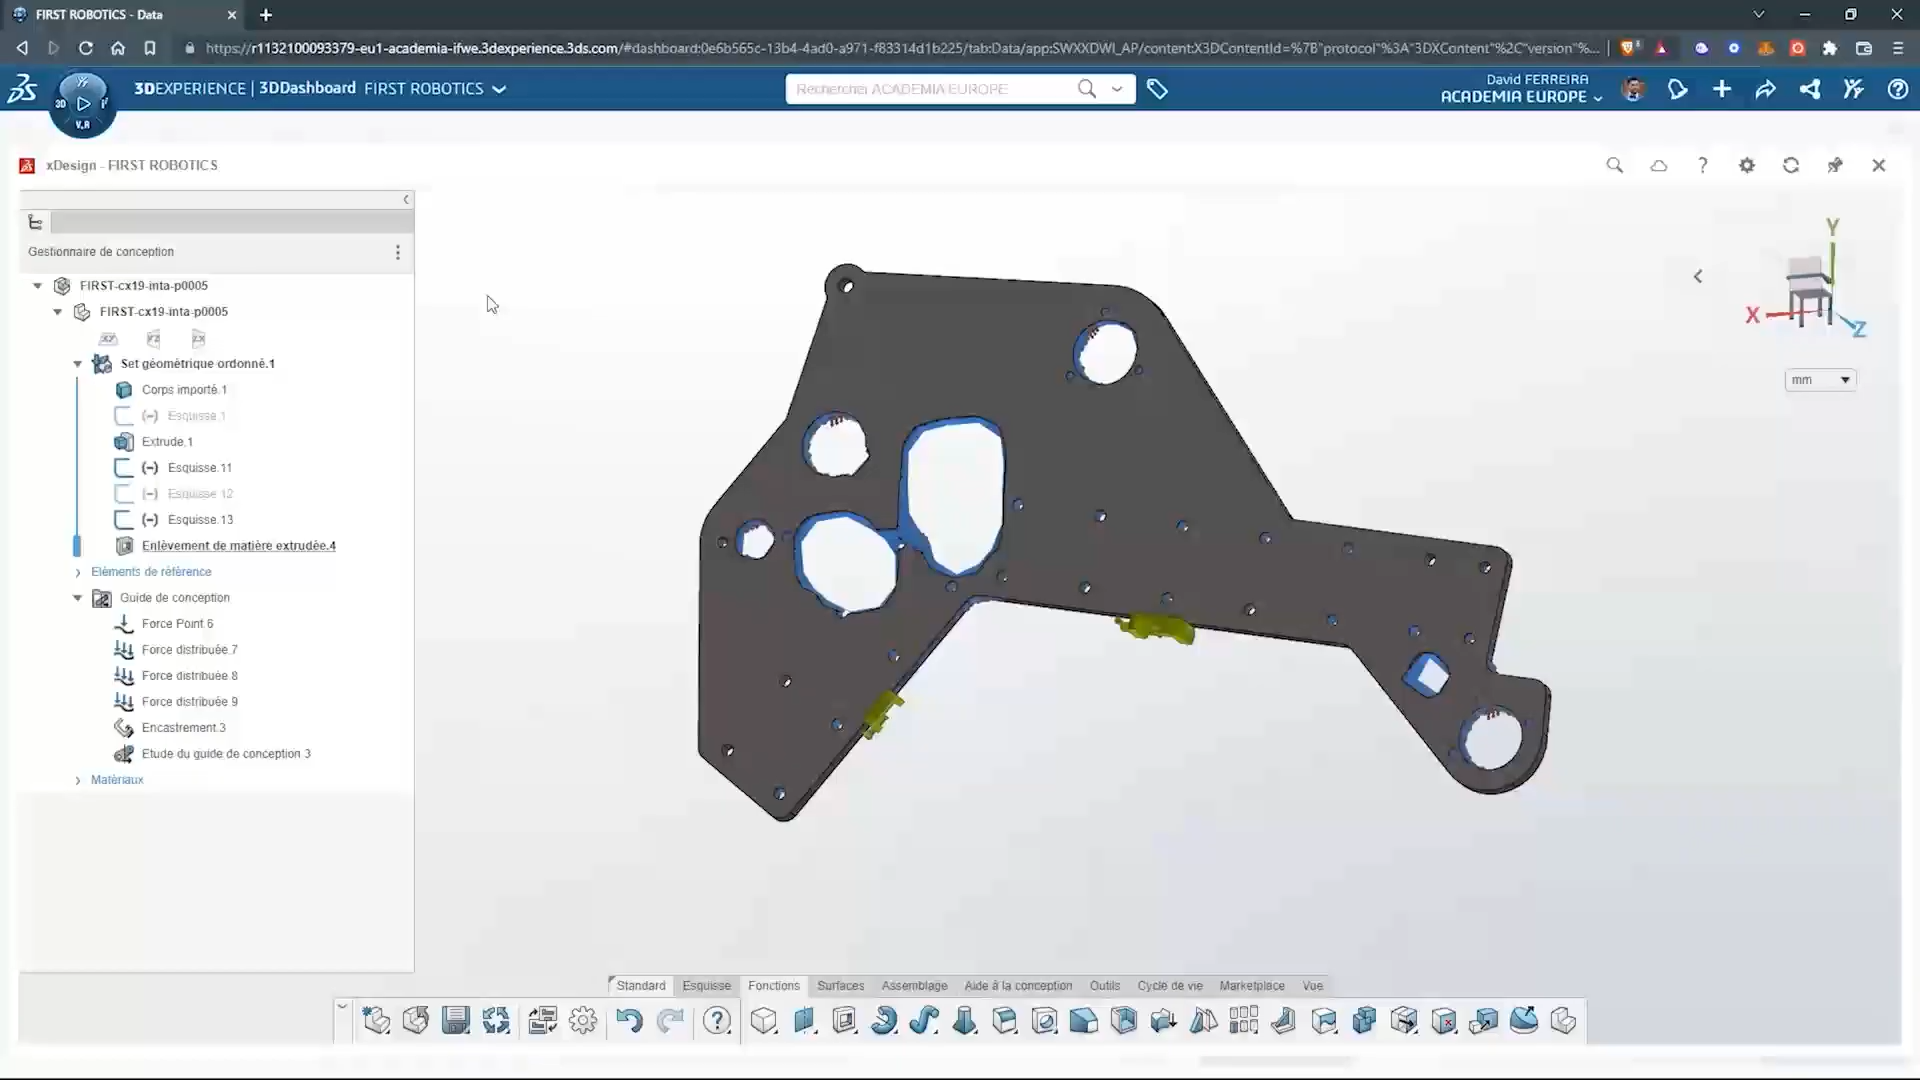 FIRST ROBOTICS - Data
https://r1132100093379-eu1-academia-ifwe.3dexperience.3ds.com/#dashboard:0e6b565c-13b4-4ad0-a971-f83314d1b225/tab:Data/app:SWXXDWI_AP/content:X3DContentId=%7B"protocol"%3A"3DXContent"%2C"version"%...
3D
V.R
3DEXPERIENCE | 3DDashboard FIRST ROBOTICS
Rechercher ACADEMIA EUROPE
David FERREIRA
ACADEMIA EUROPE
xDesign - FIRST ROBOTICS
Gestionnaire de conception
FIRST-cx19-inta-p0005
FIRST-cx19-inta-p0005
XY YZ ZX
Set géométrique ordonné.1
Corps importé.1
(-) Esquisse.1
Extrude.1
(-) Esquisse.11
(-) Esquisse.12
(-) Esquisse.13
Enlèvement de matière extrudée.4
Eléments de référence
Guide de conception
Force Point 6
Force distribuée.7
Force distribuée 8
Force distribuée 9
Encastrement.3
Etude du guide de conception 3
Matériaux
Y
X
Z
mm
Standard Esquisse Fonctions Surfaces Assemblage Aide à la conception Outils Cycle de vie Marketplace Vue